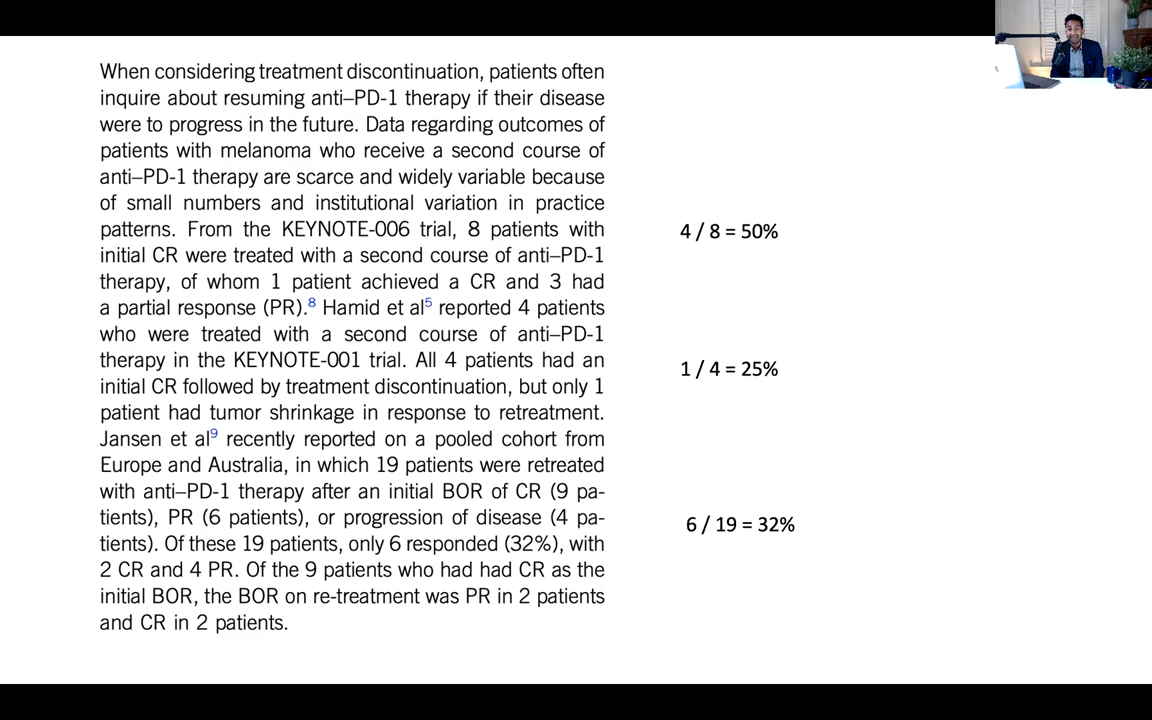 When considering treatment discontinuation, patients often
inquire about resuming anti–PD-1 therapy if their disease
were to progress in the future. Data regarding outcomes of
patients with melanoma who receive a second course of
anti–PD-1 therapy are scarce and widely variable because
of small numbers and institutional variation in practice
patterns. From the KEYNOTE-006 trial, 8 patients with
initial CR were treated with a second course of anti–PD-1
therapy, of whom 1 patient achieved a CR and 3 had
a partial response (PR).8 Hamid et al5 reported 4 patients
who were treated with a second course of anti–PD-1
therapy in the KEYNOTE-001 trial. All 4 patients had an
initial CR followed by treatment discontinuation, but only 1
patient had tumor shrinkage in response to retreatment.
Jansen et al9 recently reported on a pooled cohort from
Europe and Australia, in which 19 patients were retreated
with anti–PD-1 therapy after an initial BOR of CR (9 pa-
tients), PR (6 patients), or progression of disease (4 pa-
tients). Of these 19 patients, only 6 responded (32%), with
2 CR and 4 PR. Of the 9 patients who had had CR as the
initial BOR, the BOR on re-treatment was PR in 2 patients
and CR in 2 patients.
4 / 8 = 50%
1 / 4 = 25%
6 / 19 = 32%